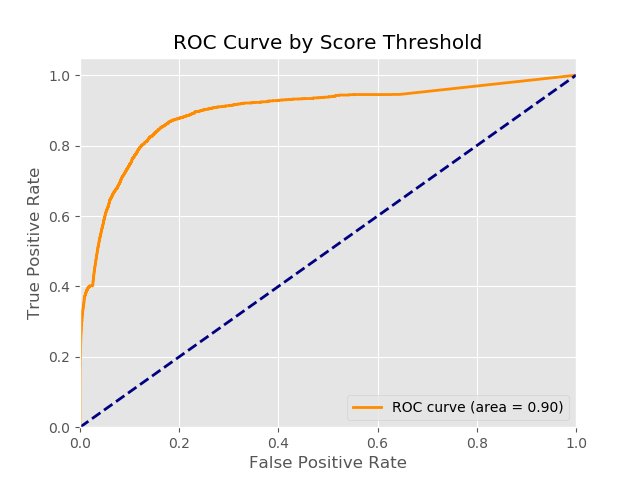 ROC Curve by Score Threshold
True Positive Rate
1.0
0.8
0.6
0.4
0.2
0.0
0.0 0.2 0.4 0.6 0.8 1.0
False Positive Rate
ROC curve (area = 0.90)